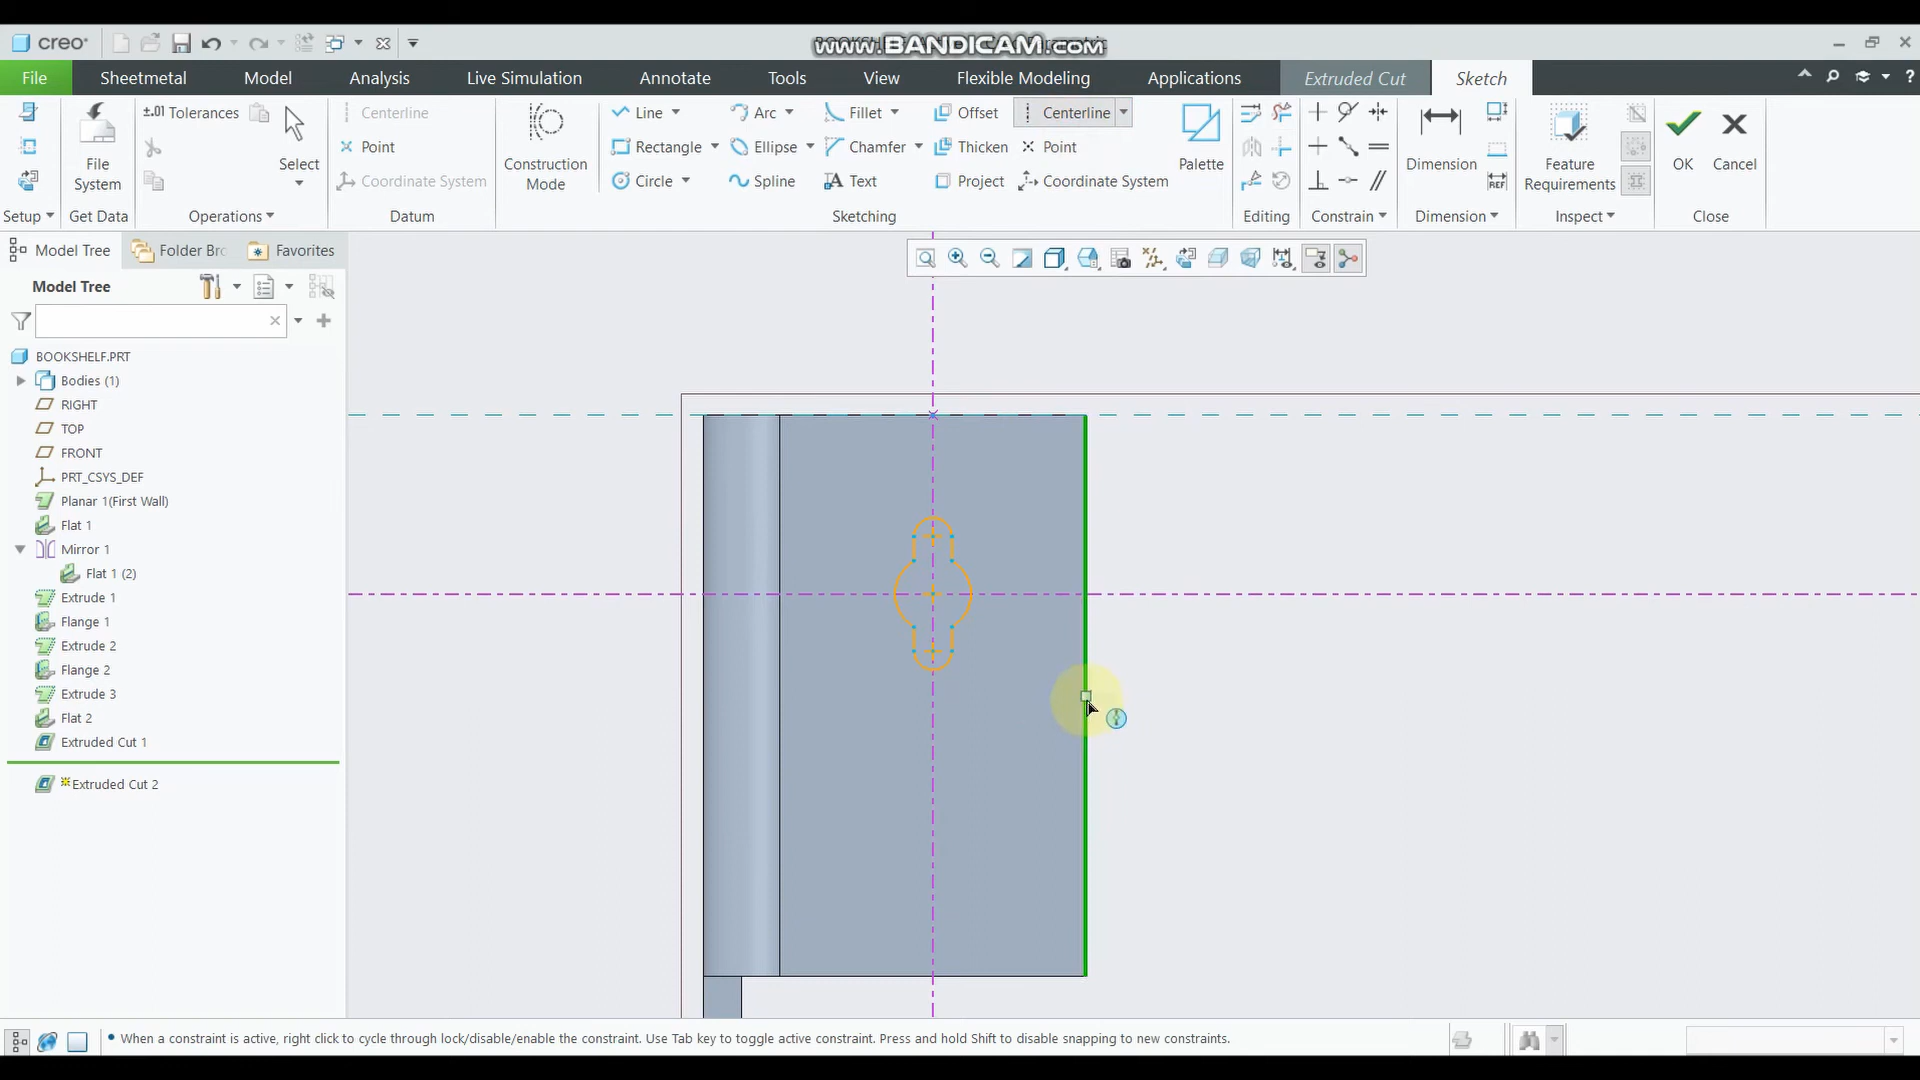 creo
www.BANDICAM.com
File Sheetmetal Model Analysis Live Simulation Annotate Tools View Flexible Modeling Applications Extruded Cut Sketch
±.01 Tolerances Centerline Line Arc Fillet Offset Centerline
Point Rectangle Ellipse Chamfer Thicken Point
Coordinate System Circle Spline Text Project Coordinate System
File System Select Construction Mode Palette Dimension Feature Requirements OK Cancel
REF
Setup Get Data Operations Datum Sketching Editing Constrain Dimension Inspect Close
Model Tree Folder Br Favorites
Model Tree
BOOKSHELF.PRT
Bodies (1)
RIGHT
TOP
FRONT
PRT_CSYS_DEF
Planar 1(First Wall)
Flat 1
Mirror 1
Flat 1 (2)
Extrude 1
Flange 1
Extrude 2
Flange 2
Extrude 3
Flat 2
Extruded Cut 1
Extruded Cut 2
When a constraint is active, right click to cycle through lock/disable/enable the constraint. Use Tab key to toggle active constraint. Press and hold Shift to disable snapping to new constraints.